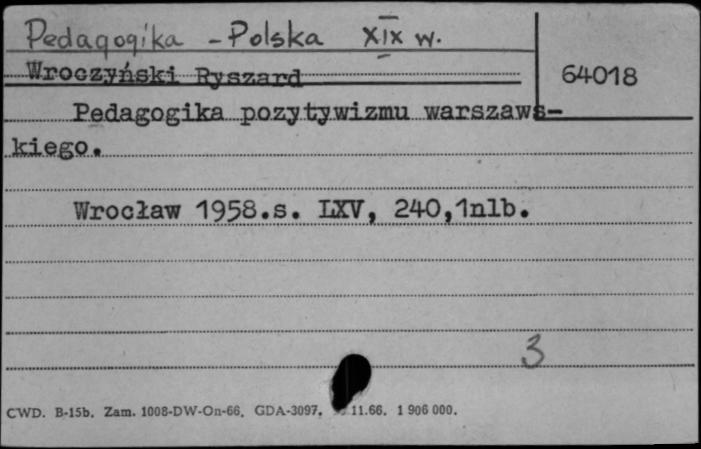 Pedagogika - Polska XIX w.
Wroczyński Ryszard
64018
Pedagogika pozytywizmu warszaws-
kiego.
Wrocław 1958.s. LXV, 240,1nlb.
3
CWD. B-15b. Zam. 1008-DW-On-66. GDA-3097. 11.66. 1 906 000.